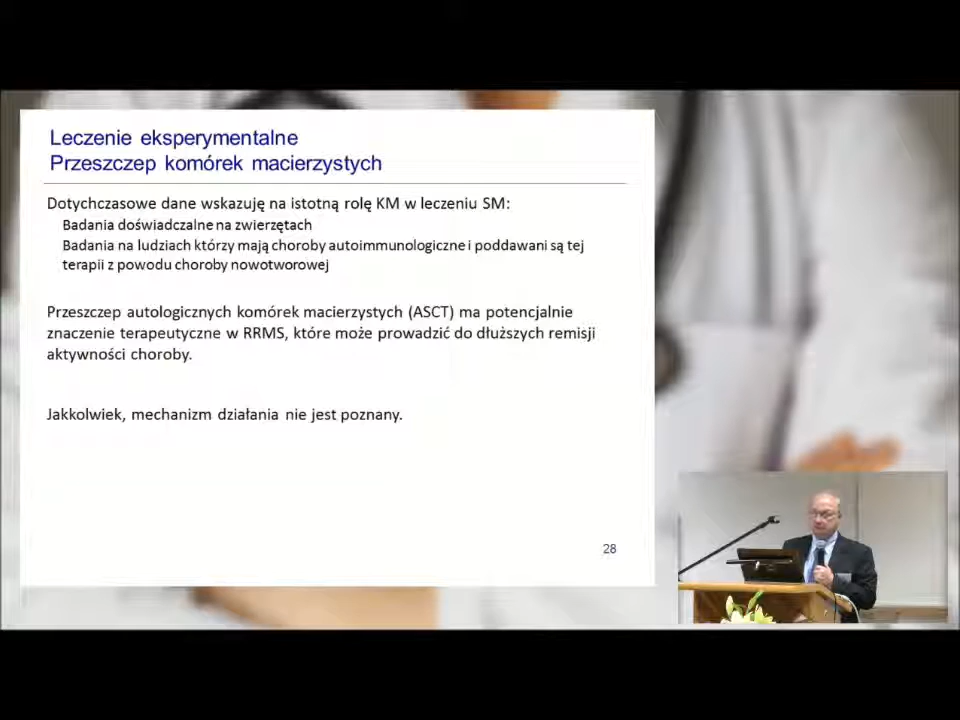 Leczenie eksperymentalne
Przeszczep komórek macierzystych
Dotychczasowe dane wskazuję na istotną rolę KM w leczeniu SM:
Badania doświadczalne na zwierzętach
Badania na ludziach którzy mają choroby autoimmunologiczne i poddawani są tej
terapii z powodu choroby nowotworowej
Przeszczep autologicznych komórek macierzystych (ASCT) ma potencjalnie
znaczenie terapeutyczne w RRMS, które może prowadzić do dłuższych remisji
aktywności choroby.
Jakkolwiek, mechanizm działania nie jest poznany.
28